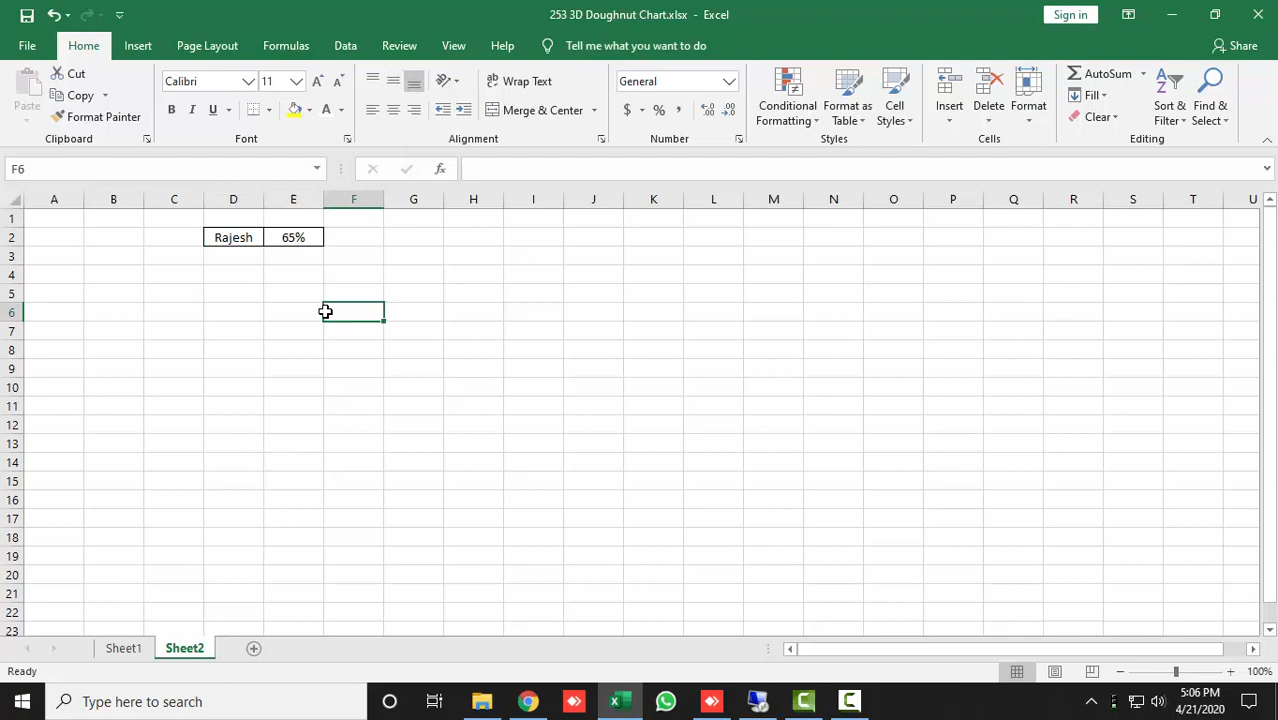 253 3D Doughnut Chart.xlsx - Excel
Sign in
File Home Insert Page Layout Formulas Data Review View Help Tell me what you want to do Share
Paste Cut Copy Format Painter Clipboard
Calibri 11 A A B I U A Font
Wrap Text Merge & Center Alignment
General $ % , Number
Conditional Formatting Format as Table Cell Styles Styles
Insert Delete Format Cells
AutoSum Fill Clear Sort & Filter Find & Select Editing
F6 fx
A B C D E F G H I J K L M N O P Q R S T U
1
2 Rajesh 65%
3
4
5
6
7
8
9
10
11
12
13
14
15
16
17
18
19
20
21
22
23
Sheet1 Sheet2
Ready 100%
Type here to search
5:06 PM
4/21/2020